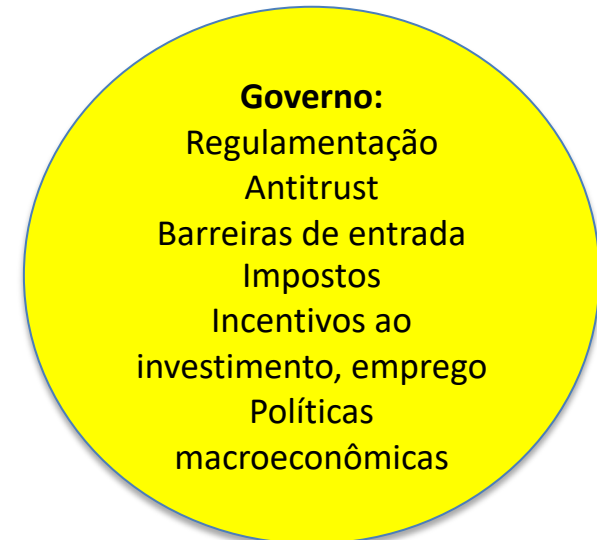 Governo:
Regulamentação
Antitrust
Barreiras de entrada
Impostos
Incentivos ao
investimento, emprego
Políticas
macroeconômicas